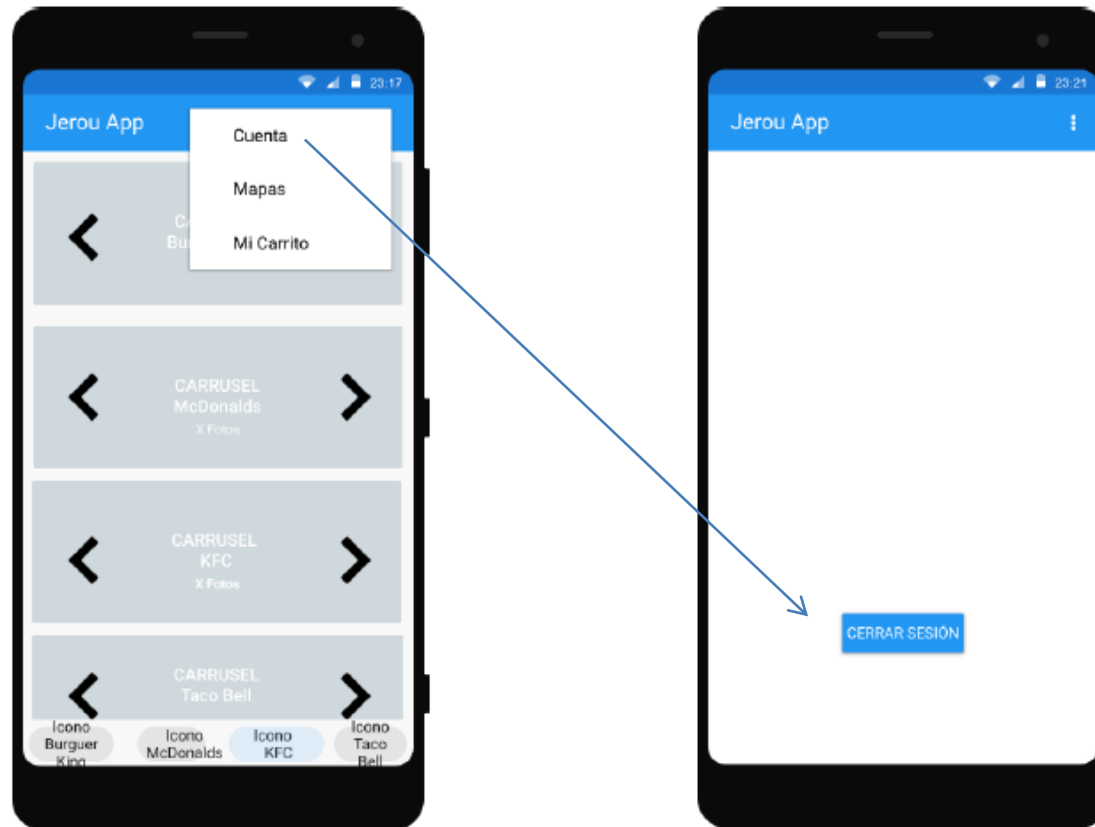 23:17
Jerou App
Cuenta
Mapas
Mi Carrito
CARRUSEL
McDonalds
X Fotos
CARRUSEL
KFC
X Fotos
CARRUSEL
Taco Bell
Icono
Burguer
King
Icono
McDonalds
Icono
KFC
Icono
Taco
Bell
23:21
Jerou App
CERRAR SESIÓN